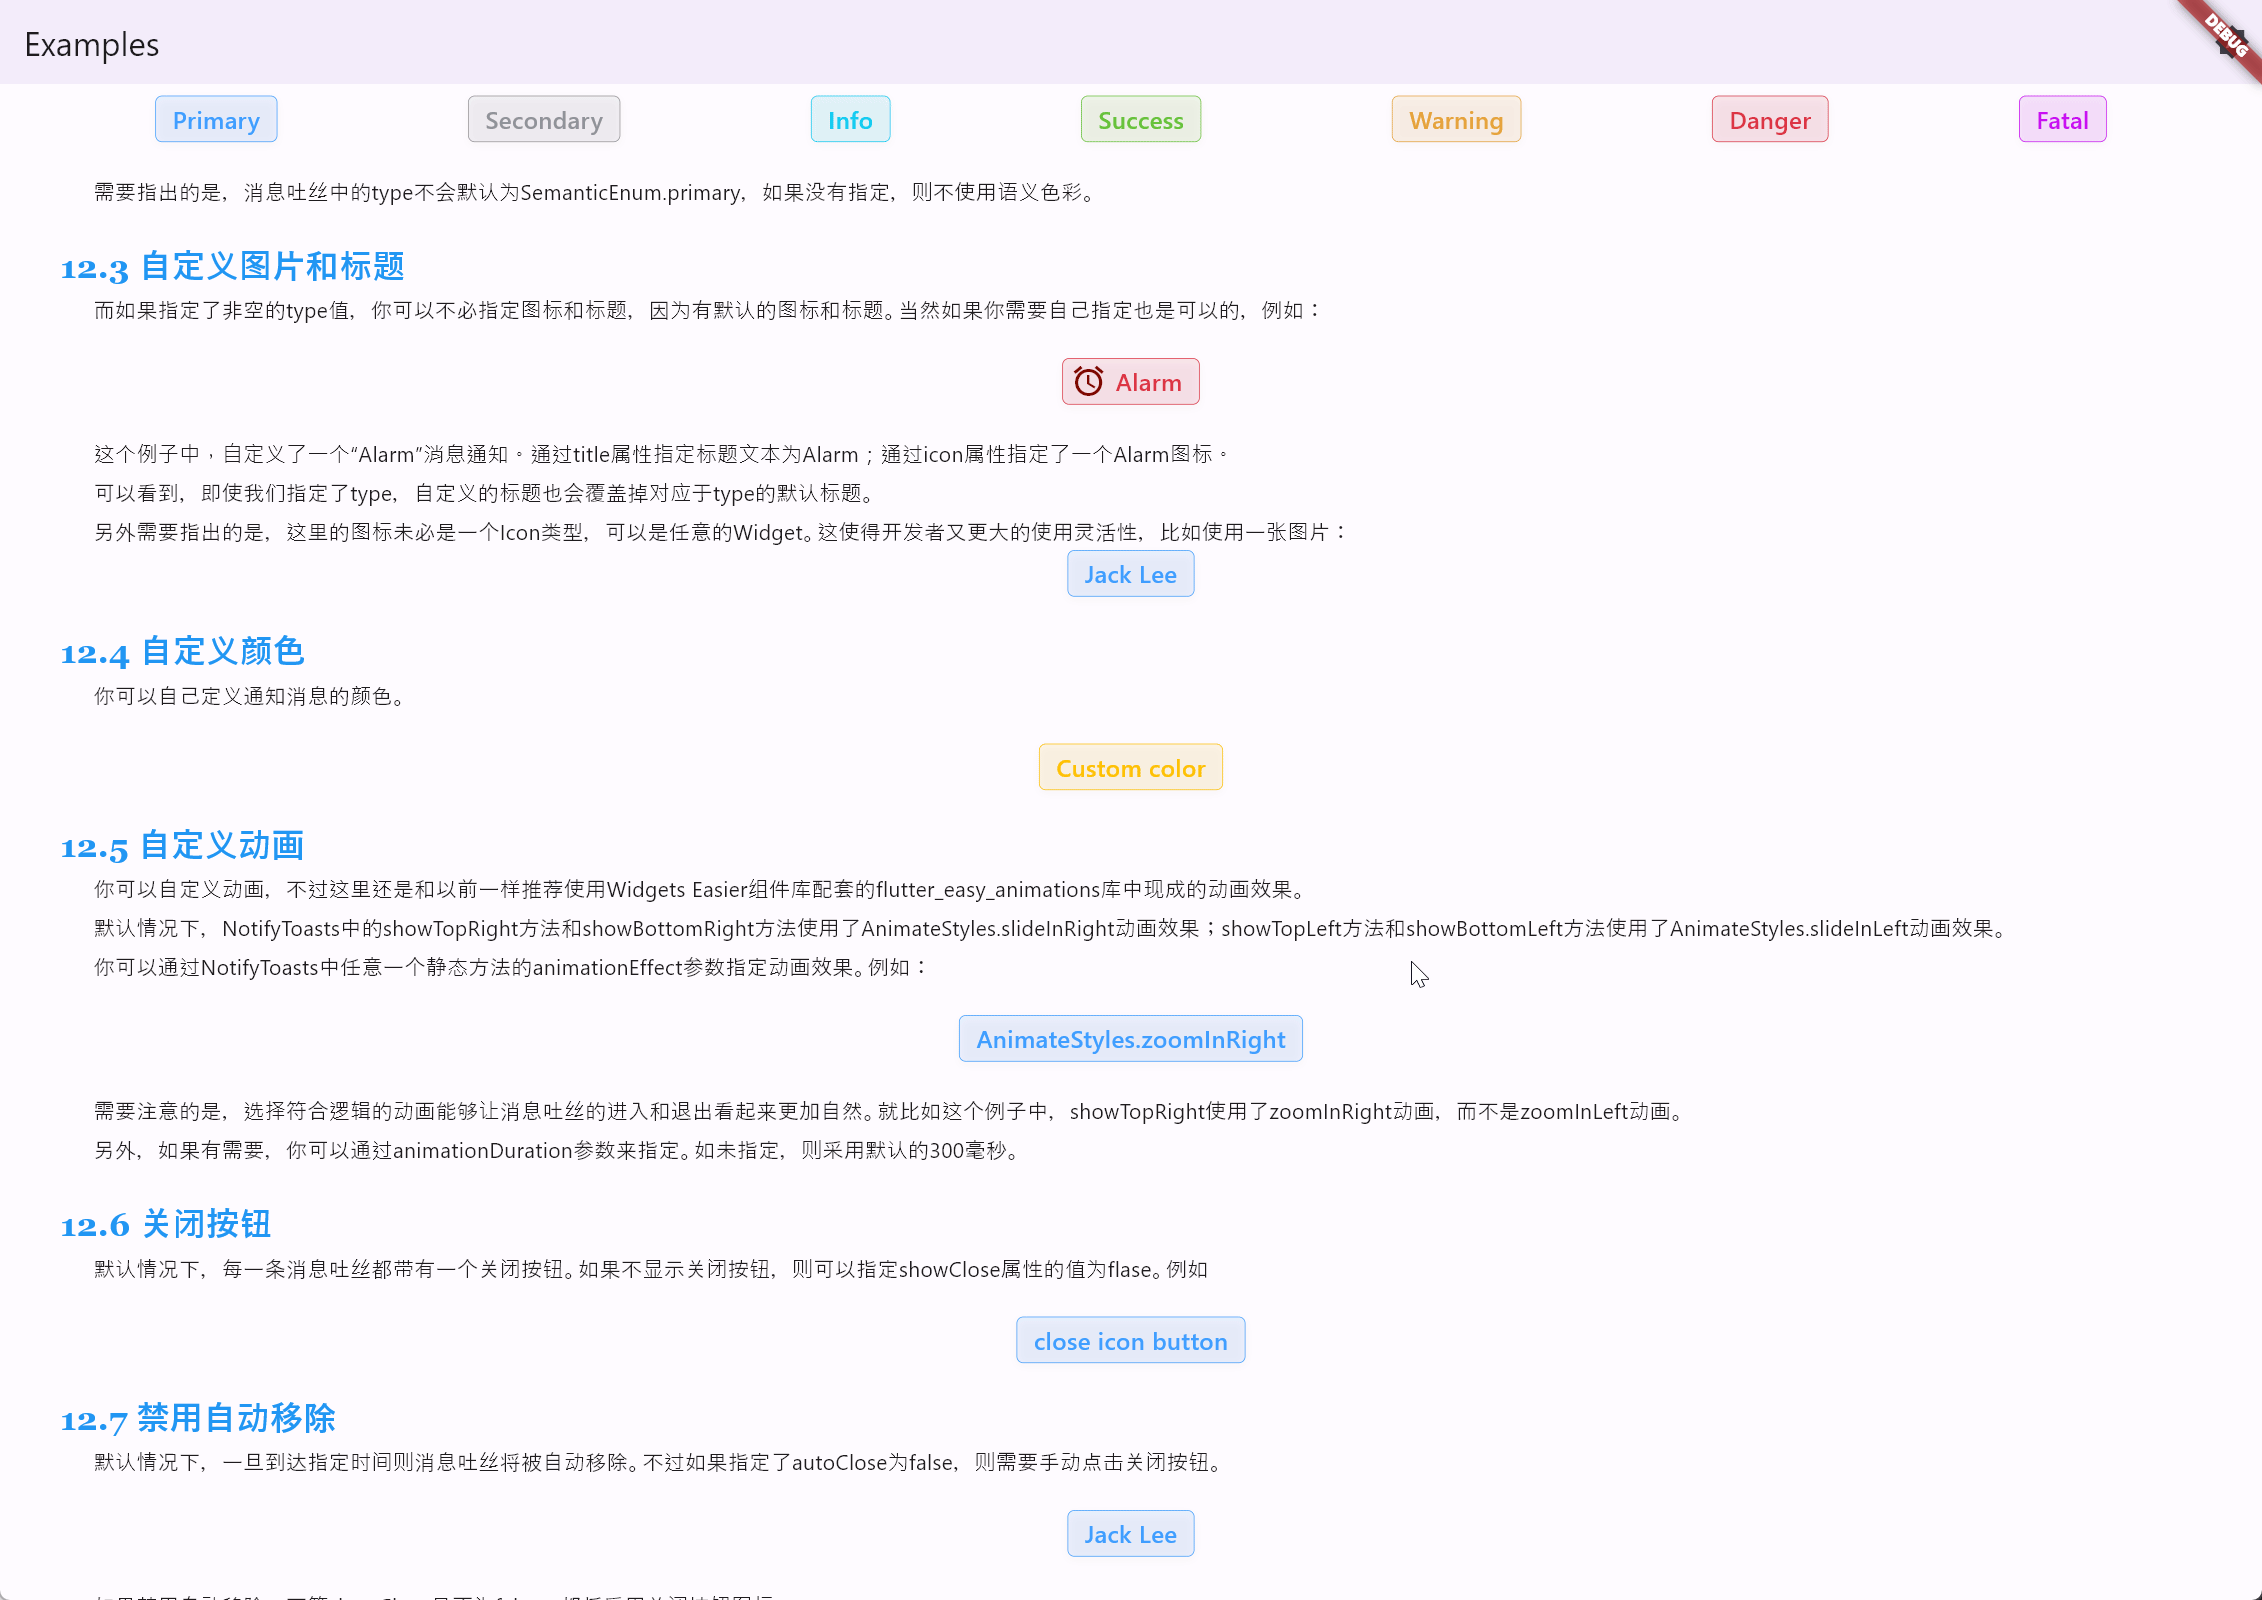 Examples
DEBUG
Primary Secondary Info Success Warning Danger Fatal
需要指出的是，消息吐丝中的type不会默认为SemanticEnum.primary，如果没有指定，则不使用语义色彩。
12.3 自定义图片和标题
而如果指定了非空的type值，你可以不必指定图标和标题，因为有默认的图标和标题。当然如果你需要自己指定也是可以的，例如：
Alarm
这个例子中，自定义了一个“Alarm”消息通知。通过title属性指定标题文本为Alarm；通过icon属性指定了一个Alarm图标。
可以看到，即使我们指定了type，自定义的标题也会覆盖掉对应于type的默认标题。
另外需要指出的是，这里的图标未必是一个Icon类型，可以是任意的Widget。这使得开发者又更大的使用灵活性，比如使用一张图片：
Jack Lee
12.4 自定义颜色
你可以自己定义通知消息的颜色。
Custom color
12.5 自定义动画
你可以自定义动画，不过这里还是和以前一样推荐使用Widgets Easier组件库配套的flutter_easy_animations库中现成的动画效果。
默认情况下，NotifyToasts中的showTopRight方法和showBottomRight方法使用了AnimateStyles.slideInRight动画效果；showTopLeft方法和showBottomLeft方法使用了AnimateStyles.slideInLeft动画效果。
你可以通过NotifyToasts中任意一个静态方法的animationEffect参数指定动画效果。例如：
AnimateStyles.zoomInRight
需要注意的是，选择符合逻辑的动画能够让消息吐丝的进入和退出看起来更加自然。就比如这个例子中，showTopRight使用了zoomInRight动画，而不是zoomInLeft动画。
另外，如果有需要，你可以通过animationDuration参数来指定。如未指定，则采用默认的300毫秒。
12.6 关闭按钮
默认情况下，每一条消息吐丝都带有一个关闭按钮。如果不显示关闭按钮，则可以指定showClose属性的值为flase。例如
close icon button
12.7 禁用自动移除
默认情况下，一旦到达指定时间则消息吐丝将被自动移除。不过如果指定了autoClose为false，则需要手动点击关闭按钮。
Jack Lee